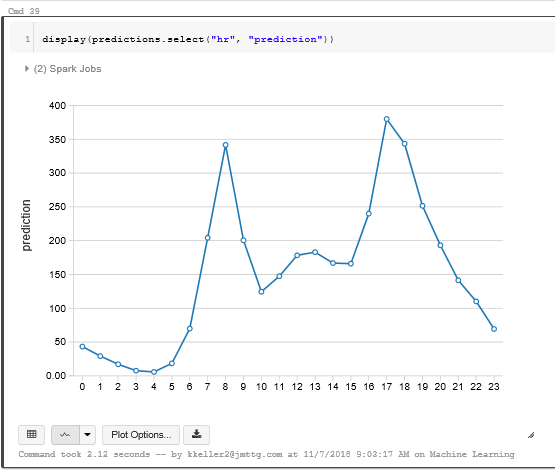 Cmd 39
1 display(predictions.select("hr", "prediction"))
(2) Spark Jobs
400
350
300
250
200
150
100
50
0.00
prediction
0 1 2 3 4 5 6 7 8 9 10 11 12 13 14 15 16 17 18 19 20 21 22 23
Plot Options...
Command took 2.12 seconds -- by kkeller2@jmttg.com at 11/7/2018 9:03:17 AM on Machine Learning